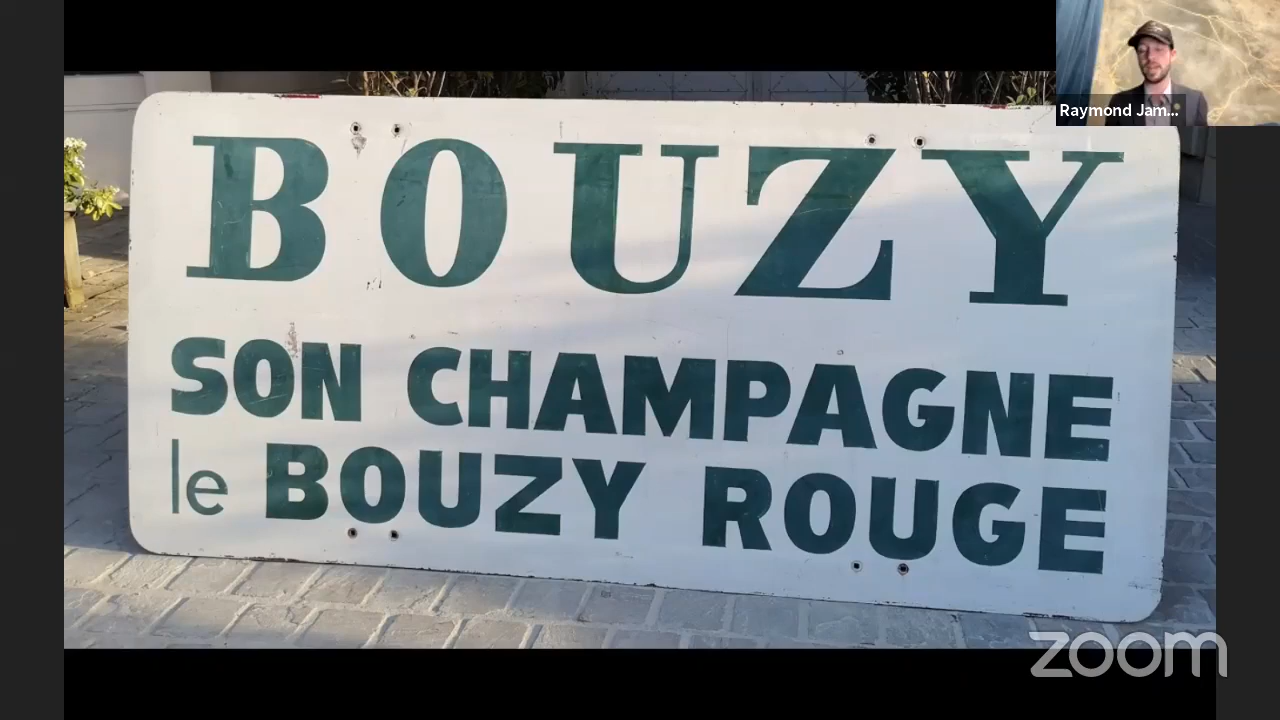 Raymond Jam...
BOUZY
SON CHAMPAGNE
le BOUZY ROUGE
zoom